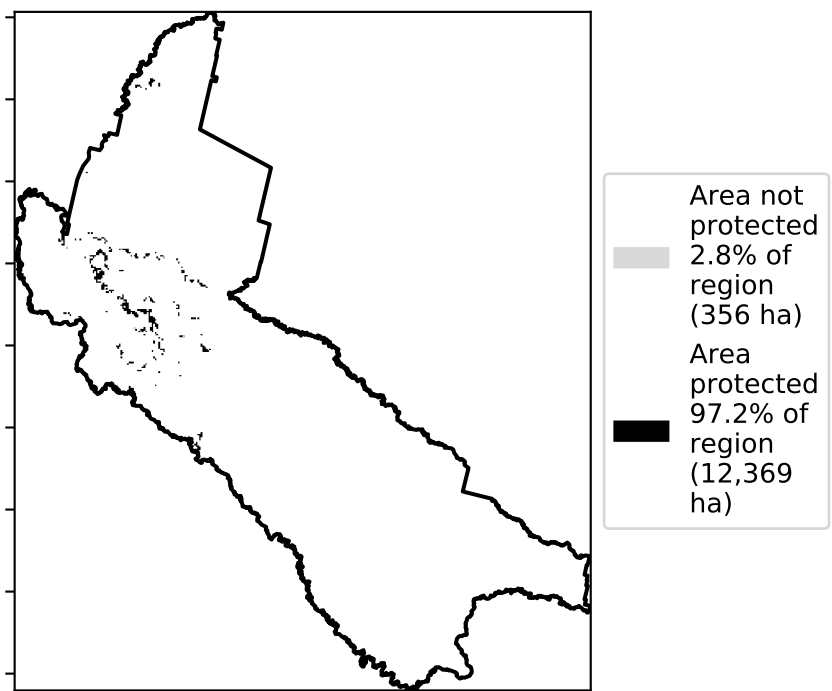 Area not
protected
2.8% of
region
(356 ha)
Area
protected
97.2% of
region
(12,369
ha)